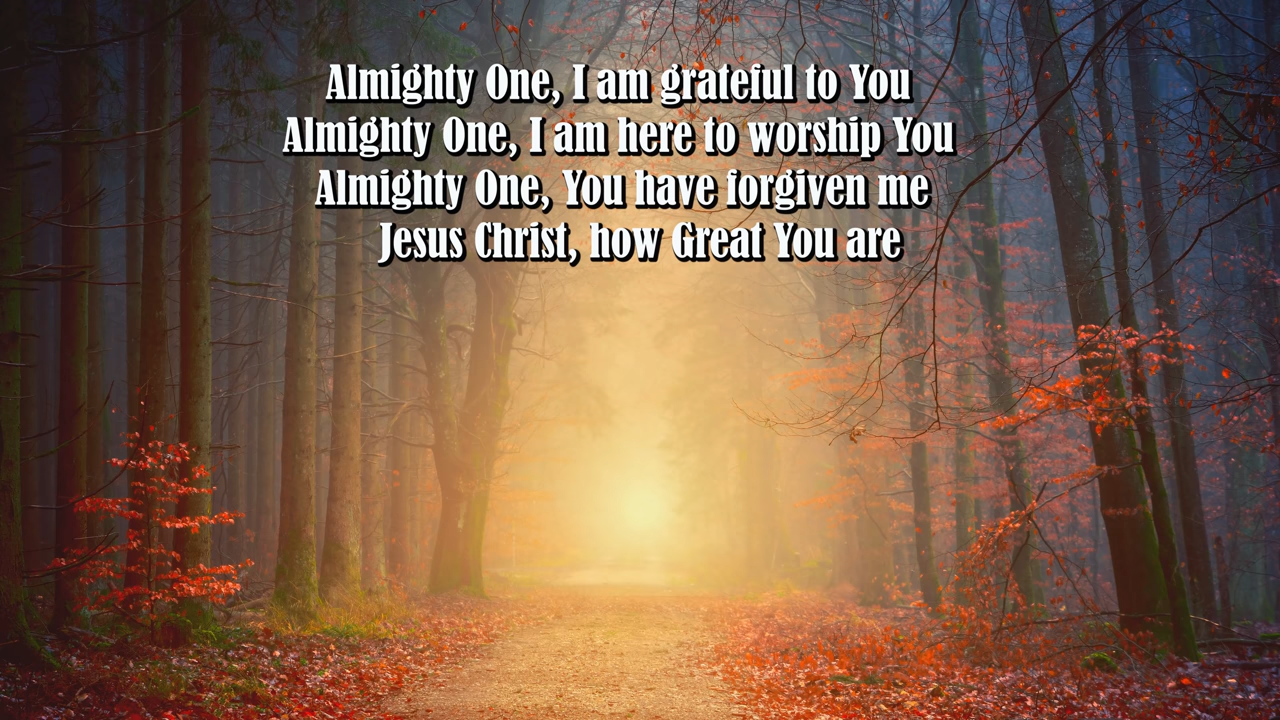 Almighty One, I am grateful to You
Almighty One, I am here to worship You
Almighty One, You have forgiven me
Jesus Christ, how Great You are